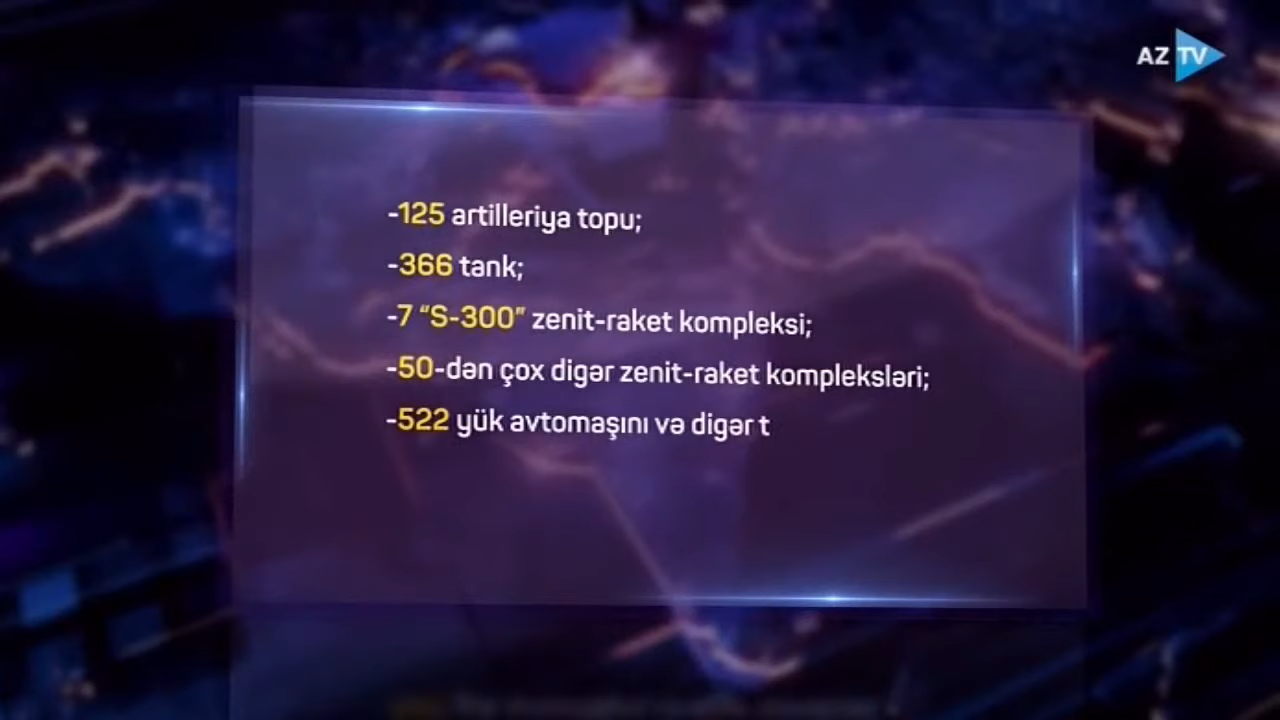 AZ TV
-125 artilleriya topu;
-366 tank;
-7 “S-300” zenit-raket kompleksi;
-50-dən çox digər zenit-raket kompleksləri;
-522 yük avtomaşını və digər t